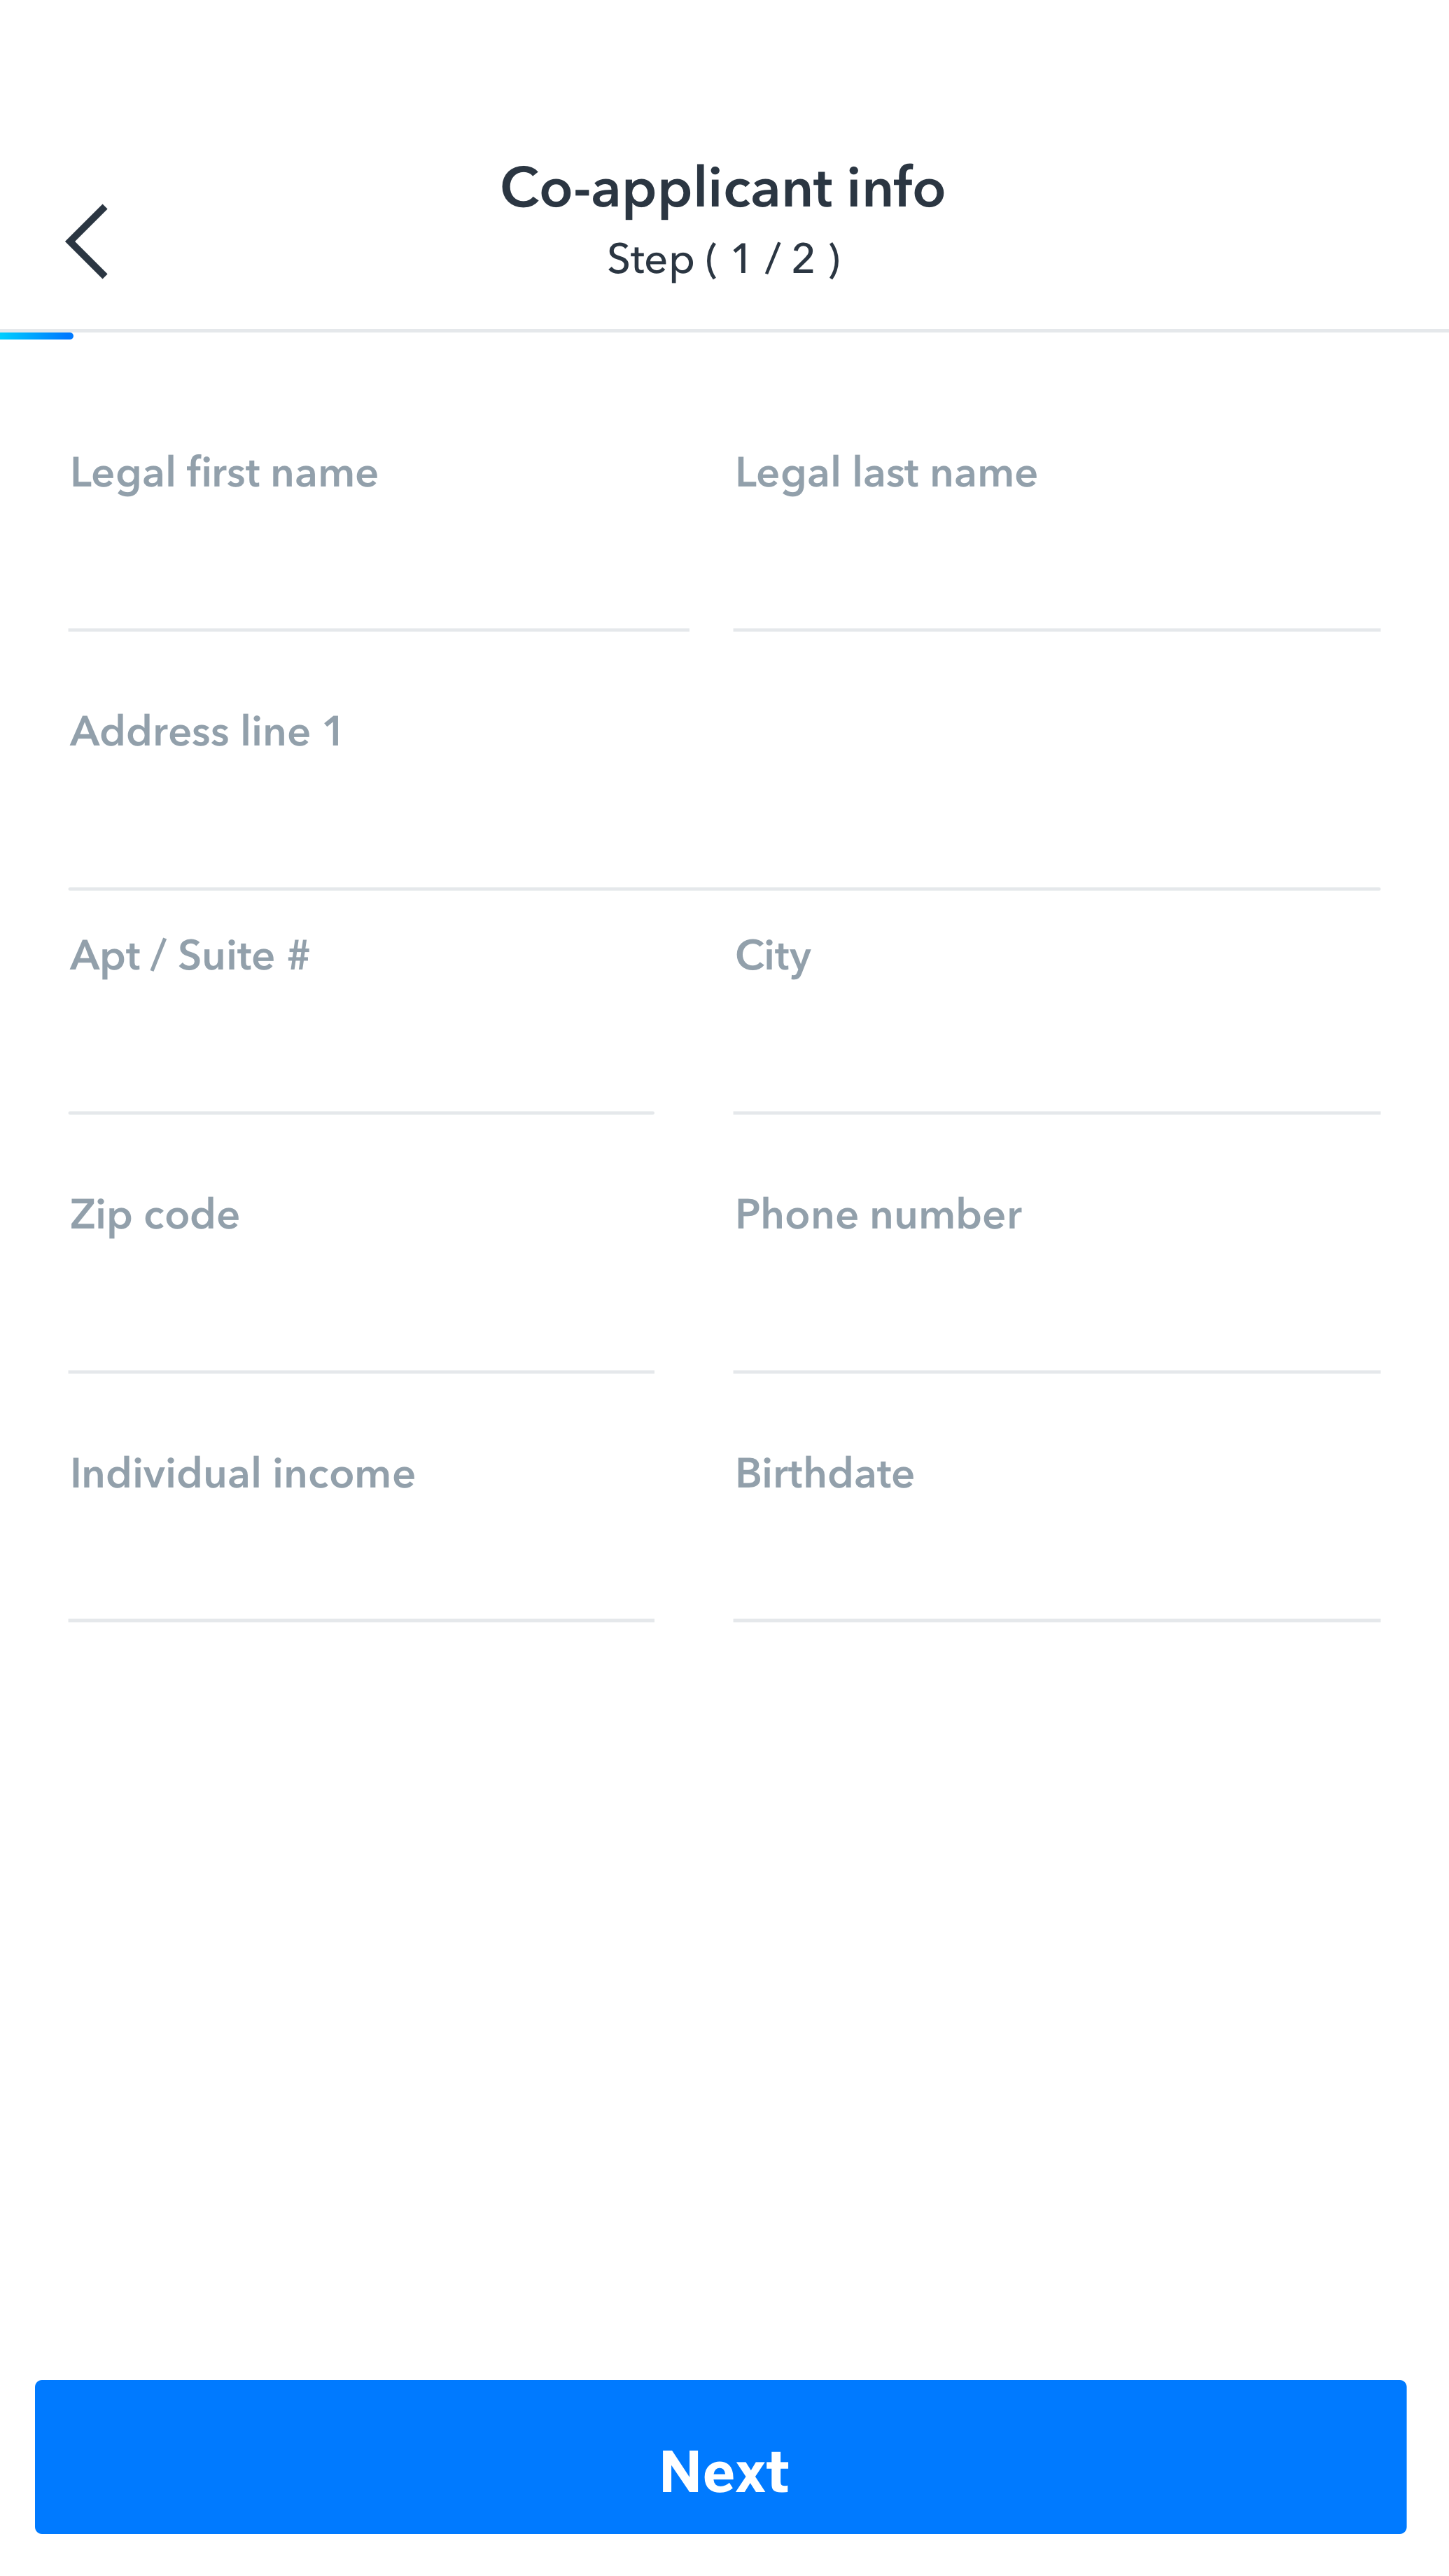 Co-applicant info
Step ( 1 / 2 )
Legal first name
Legal last name
Address line 1
Apt / Suite #
City
Zip code
Phone number
Individual income
Birthdate
Next